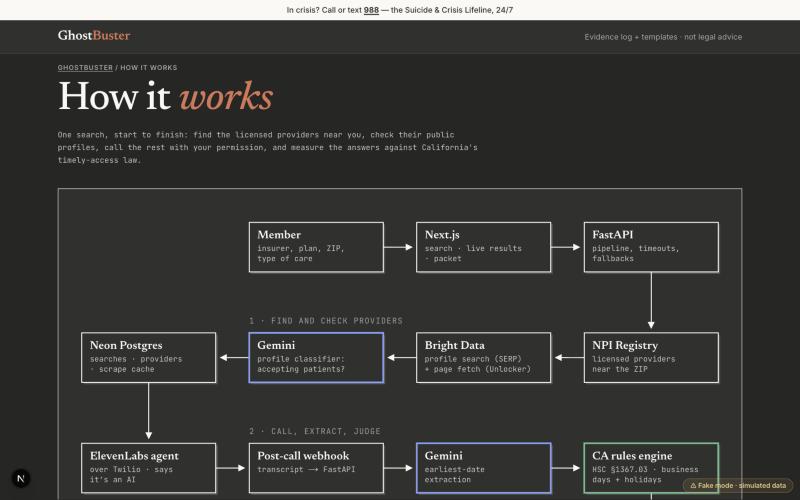 In crisis? Call or text 988 — the Suicide & Crisis Lifeline, 24/7
GhostBuster
Evidence log + templates · not legal advice
GHOSTBUSTER / HOW IT WORKS
How it works
One search, start to finish: find the licensed providers near you, check their public
profiles, call the rest with your permission, and measure the answers against California's
timely-access law.
Member
insurer, plan, ZIP,
type of care
Next.js
search · live results
· packet
FastAPI
pipeline, timeouts,
fallbacks
1 · FIND AND CHECK PROVIDERS
Neon Postgres
searches · providers
· scrape cache
Gemini
profile classifier:
accepting patients?
Bright Data
profile search (SERP)
+ page fetch (Unlocker)
NPI Registry
licensed providers
near the ZIP
2 · CALL, EXTRACT, JUDGE
ElevenLabs agent
over Twilio · says
it's an AI
Post-call webhook
transcript → FastAPI
Gemini
earliest-date
extraction
CA rules engine
HSC §1367.03 · business
days + holidays
N
⚠ Fake mode · simulated data